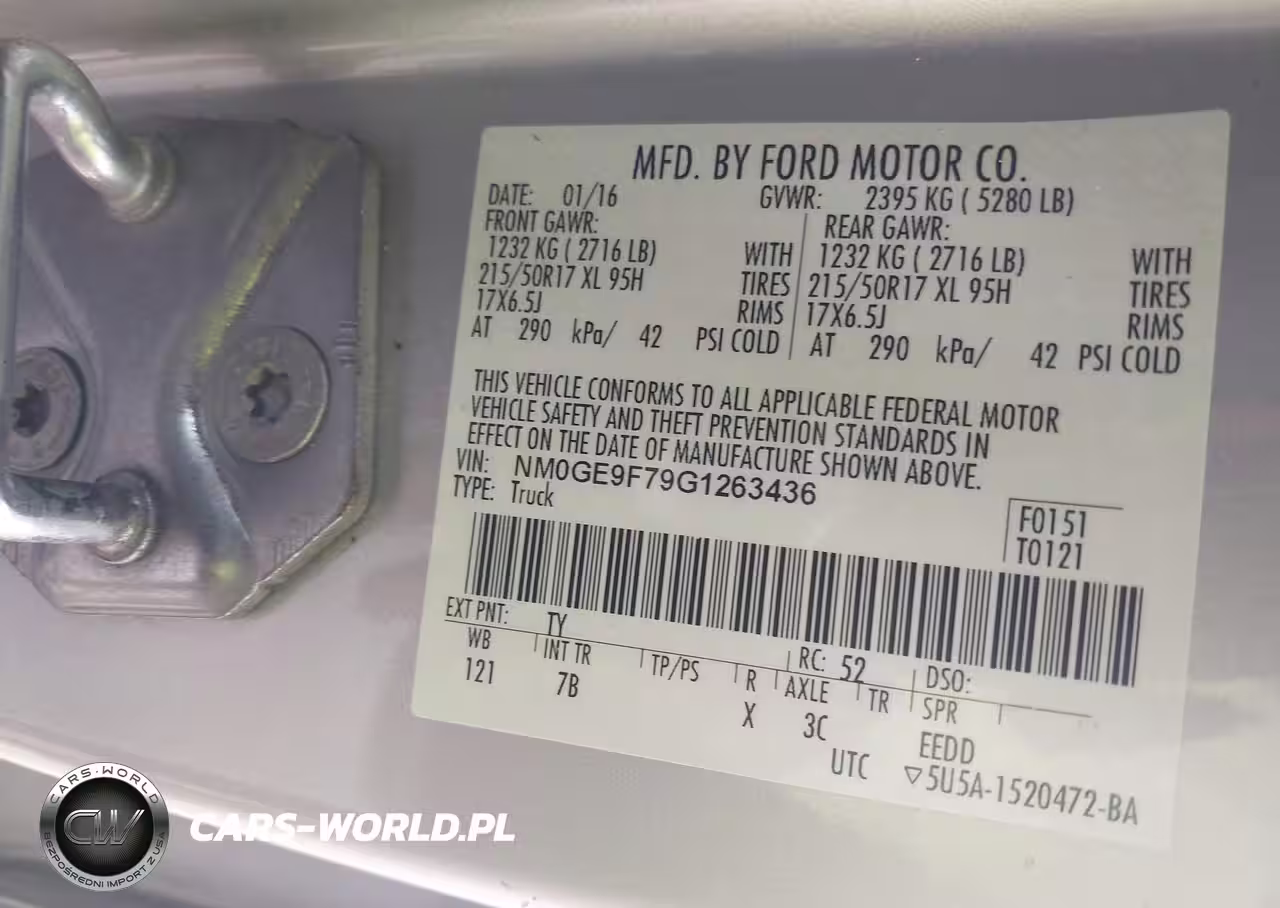 MFD. BY FORD MOTOR CO.
DATE: 01/16 GVWR: 2395 KG ( 5280 LB)
FRONT GAWR: REAR GAWR:
1232 KG ( 2716 LB) WITH 1232 KG ( 2716 LB) WITH
215/50R17 XL 95H TIRES 215/50R17 XL 95H TIRES
17X6.5J RIMS 17X6.5J RIMS
AT 290 kPa/ 42 PSI COLD AT 290 kPa/ 42 PSI COLD
THIS VEHICLE CONFORMS TO ALL APPLICABLE FEDERAL MOTOR
VEHICLE SAFETY AND THEFT PREVENTION STANDARDS IN
EFFECT ON THE DATE OF MANUFACTURE SHOWN ABOVE.
VIN: NM0GE9F79G1263436
TYPE: Truck
F0151
T0121
EXT PNT: TY RC: 52 DSO:
WB INT TR TP/PS R AXLE TR SPR
121 7B X 3C EEDD
UTC ▽5U5A-1520472-BA
CARS-WORLD
CW
BEZPOŚREDNI IMPORT Z USA
CARS-WORLD.PL